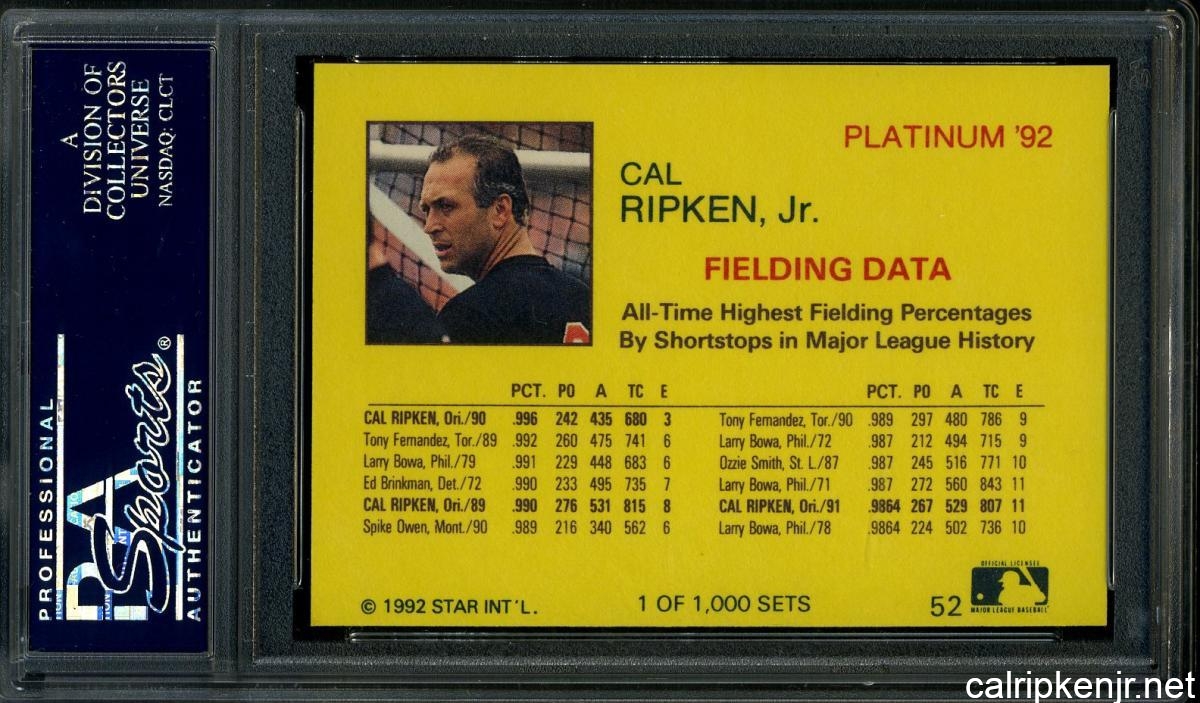 A
DIVISION OF
COLLECTORS
UNIVERSE
NASDAQ: CLCT
PROFESSIONAL
PSA
Sports®
AUTHENTICATOR
PLATINUM '92
CAL
RIPKEN, Jr.
FIELDING DATA
All-Time Highest Fielding Percentages
By Shortstops in Major League History
PCT. PO A TC E
CAL RIPKEN, Ori./90 .996 242 435 680 3
Tony Fernandez, Tor./89 .992 260 475 741 6
Larry Bowa, Phil./79 .991 229 448 683 6
Ed Brinkman, Det./72 .990 233 495 735 7
CAL RIPKEN, Ori./89 .990 276 531 815 8
Spike Owen, Mont./90 .989 216 340 562 6
PCT. PO A TC E
Tony Fernandez, Tor./90 .989 297 480 786 9
Larry Bowa, Phil./72 .987 212 494 715 9
Ozzie Smith, St. L./87 .987 245 516 771 10
Larry Bowa, Phil./71 .987 272 560 843 11
CAL RIPKEN, Ori./91 .9864 267 529 807 11
Larry Bowa, Phil./78 .9864 224 502 736 10
© 1992 STAR INT'L.
1 OF 1,000 SETS
52
OFFICIAL LICENSEE
MAJOR LEAGUE BASEBALL
calripkenjr.net